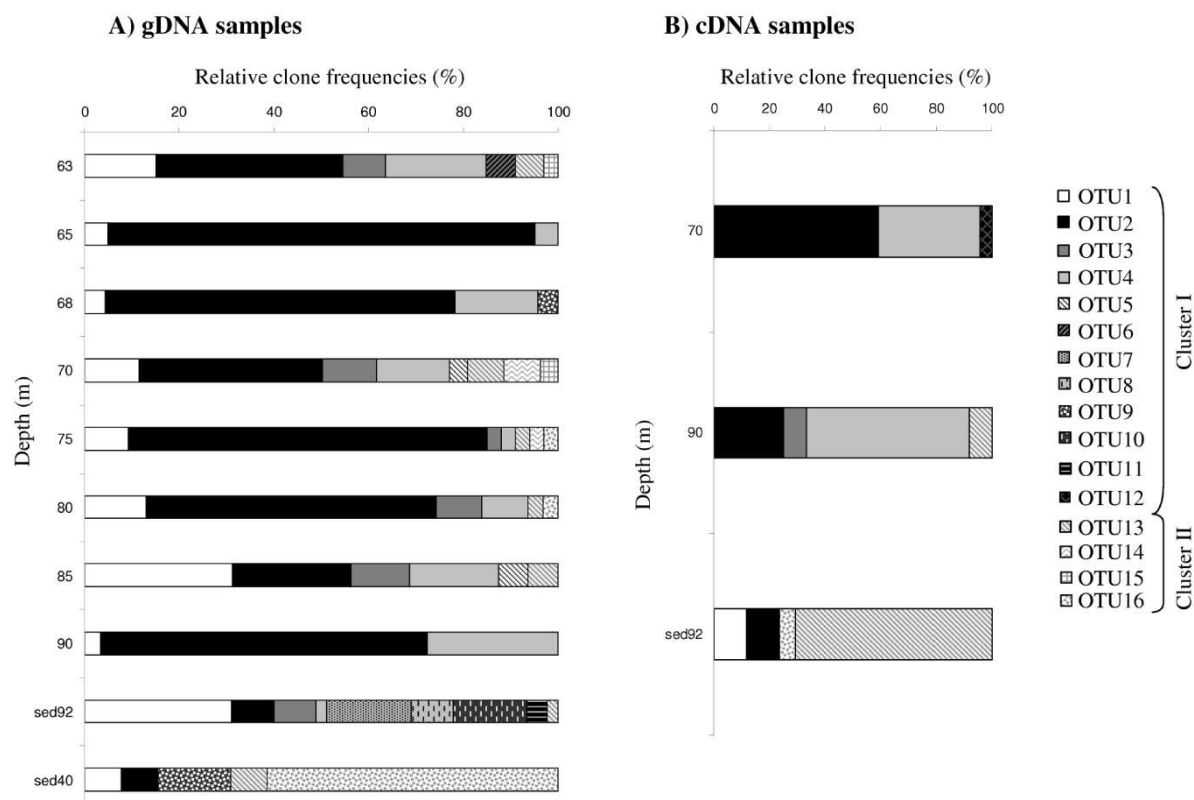 A) gDNA samples
Relative clone frequencies (%)
0 20 40 60 80 100
Depth (m)
63
65
68
70
75
80
85
90
sed92
sed40
B) cDNA samples
Relative clone frequencies (%)
0 20 40 60 80 100
Depth (m)
70
90
sed92
OTU1
OTU2
OTU3
OTU4
OTU5
OTU6
OTU7
OTU8
OTU9
OTU10
OTU11
OTU12
OTU13
OTU14
OTU15
OTU16
Cluster I
Cluster II